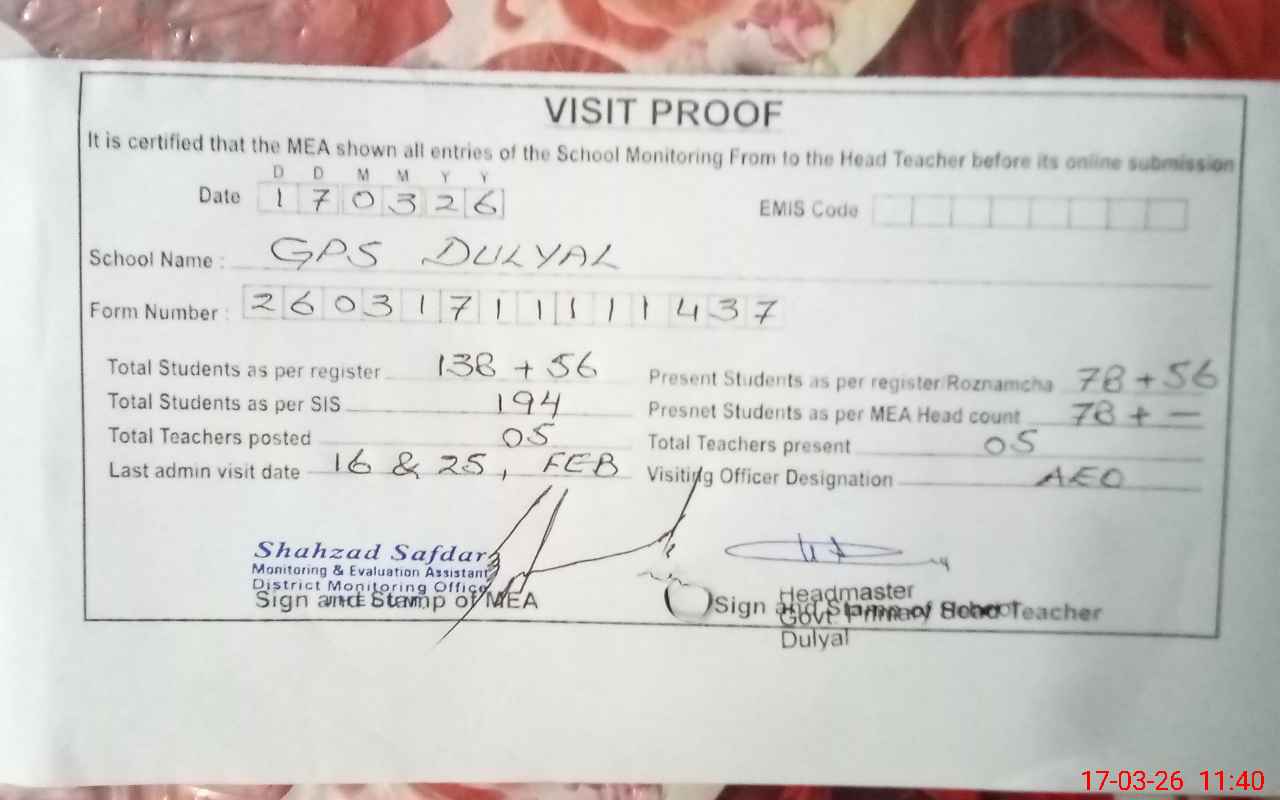 VISIT PROOF
It is certified that the MEA shown all entries of the School Monitoring From to the Head Teacher before its online submission
D D M M Y Y
Date 1 7 0 3 2 6
EMIS Code
School Name : GPS DULYAL
Form Number : 2 6 0 3 1 7 1 1 1 1 1 4 3 7
Total Students as per register 138 + 56
Present Students as per register/Roznamcha 78 + 56
Total Students as per SIS 194
Presnet Students as per MEA Head count 78 + —
Total Teachers posted 05
Total Teachers present 05
Last admin visit date 16 & 25, FEB
Visiting Officer Designation AEO
Shahzad Safdar
Monitoring & Evaluation Assistant
District Monitoring Office
Sign and Stamp of MEA
Headmaster
Sign and Stamp of Head Teacher
Govt. Primary School
Dulyal
17-03-26 11:40